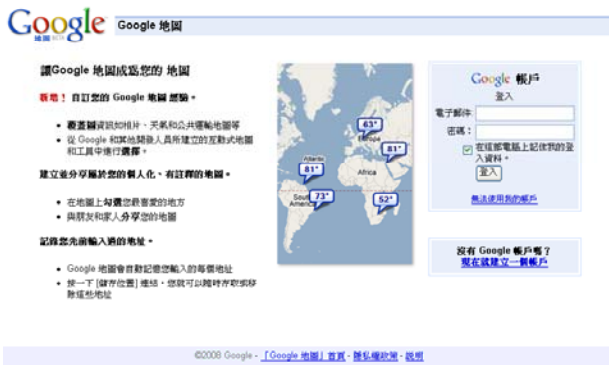 Google 地圖
Google 地圖
讓Google 地圖成為您的 地圖
新增！ 自訂您的 Google 地圖 體驗。
覆蓋圖資訊如相片、天氣和公共運輸地圖等
從 Google 和其他開發人員所建立的互動式地圖
和工具中進行選擇。
建立並分享屬於您的個人化、有註釋的地圖。
在地圖上勾選您最喜愛的地方
與朋友和家人分享您的地圖
記錄您先前輸入過的地址。
Google 地圖會自動記憶您輸入的每個地址
按一下 [儲存位置] 連結，您就可以隨時存取或移
除這些地址
63°
Europe
81°
Atlantic
81°
Africa
73°
South
America
52°
Google 帳戶
登入
電子郵件:
密碼：
在這部電腦上記住我的登
入資料。
登入
無法使用我的帳戶
沒有 Google 帳戶嗎？
現在就建立一個帳戶
©2008 Google - 「Google 地圖」首頁 - 隱私權政策 - 說明